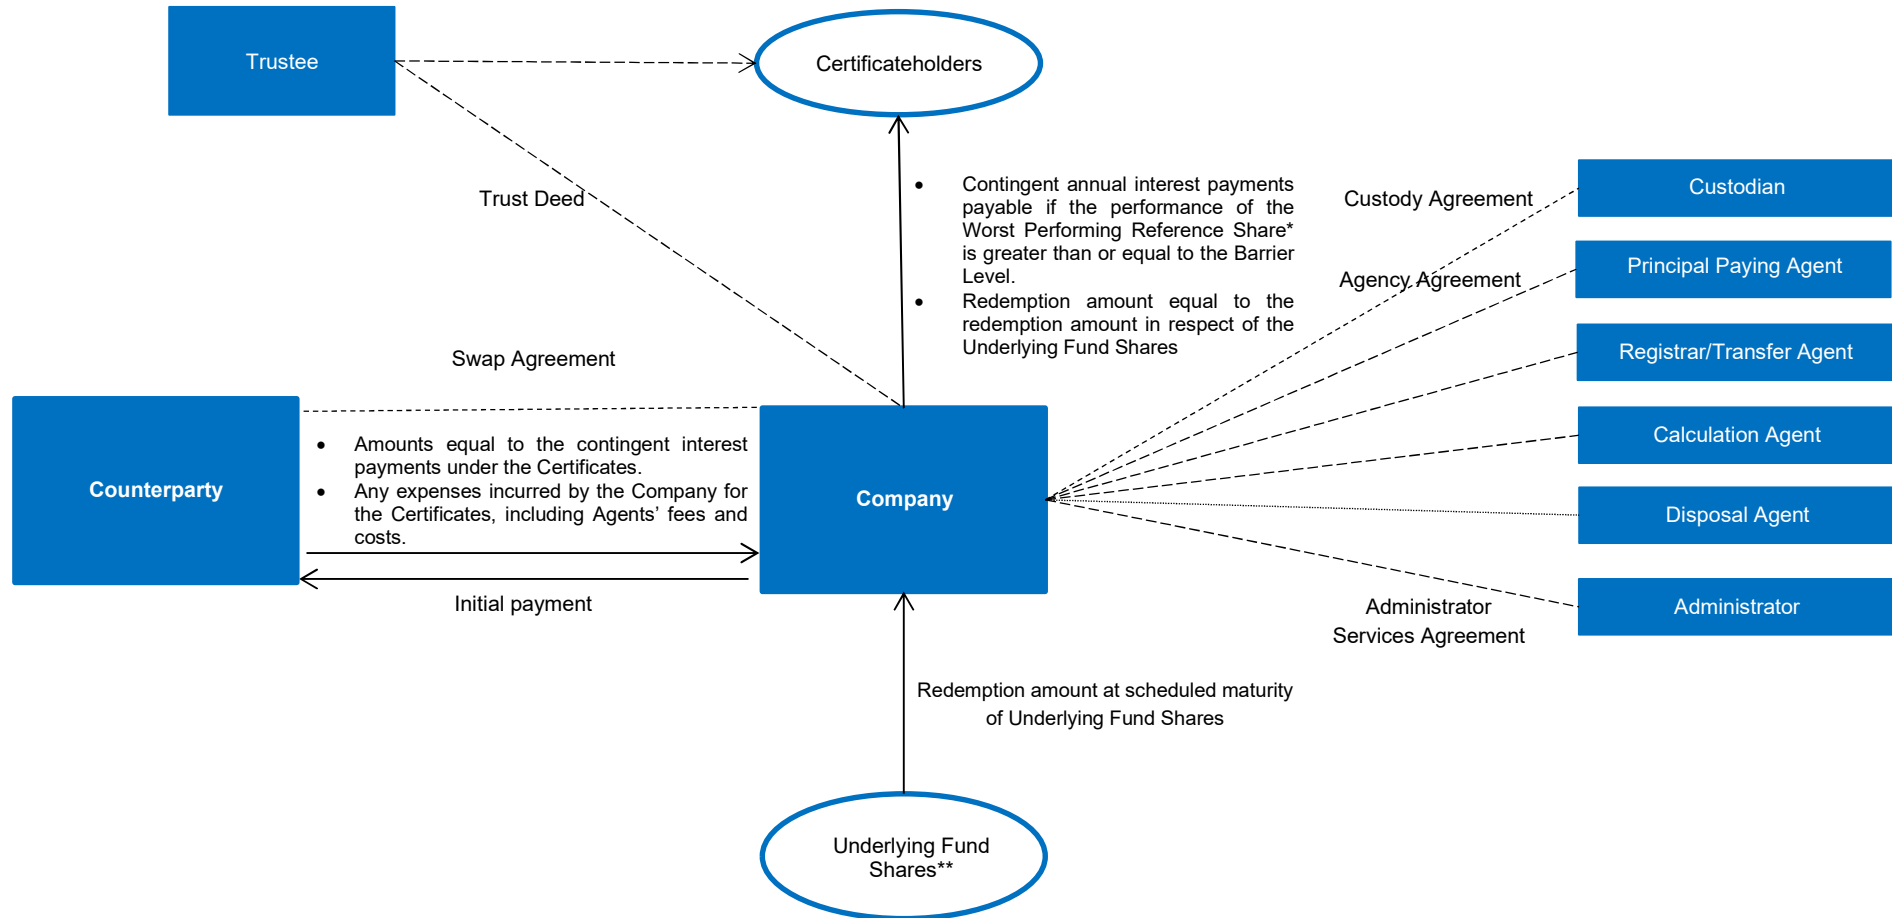 Trustee
Certificateholders
Trust Deed
• Contingent annual interest payments
payable if the performance of the
Worst Performing Reference Share*
is greater than or equal to the Barrier
Level.
• Redemption amount equal to the
redemption amount in respect of the
Underlying Fund Shares
Custody Agreement
Custodian
Agency Agreement
Principal Paying Agent
Registrar/Transfer Agent
Calculation Agent
Disposal Agent
Administrator
Administrator
Services Agreement
Swap Agreement
Counterparty
• Amounts equal to the contingent interest
payments under the Certificates.
• Any expenses incurred by the Company for
the Certificates, including Agents’ fees and
costs.
Company
Initial payment
Redemption amount at scheduled maturity
of Underlying Fund Shares
Underlying Fund
Shares**